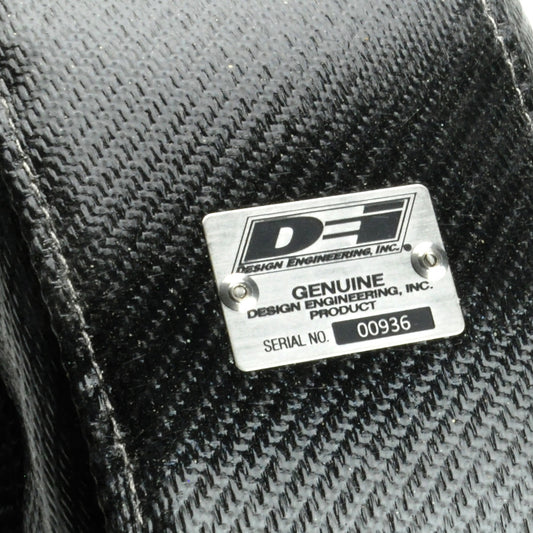 DEI
DESIGN ENGINEERING, INC.®
GENUINE
DESIGN ENGINEERING, INC.
PRODUCT
SERIAL NO. 00936